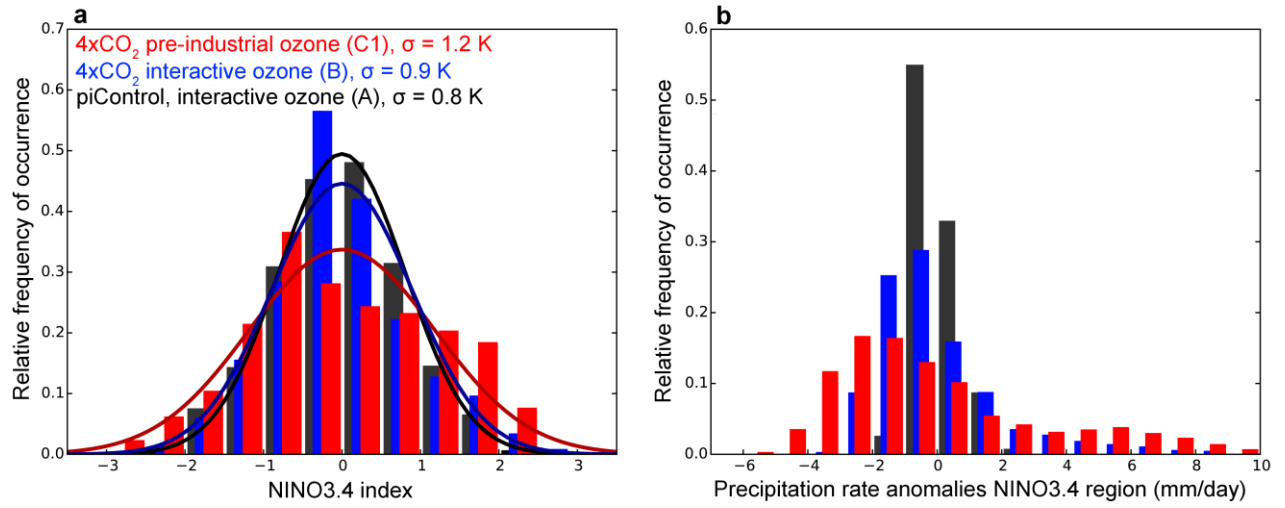 a
4xCO2 pre-industrial ozone (C1), σ = 1.2 K
4xCO2 interactive ozone (B), σ = 0.9 K
piControl, interactive ozone (A), σ = 0.8 K
Relative frequency of occurrence
0.7
0.6
0.5
0.4
0.3
0.2
0.1
0.0
−3 −2 −1 0 1 2 3
NINO3.4 index
b
Relative frequency of occurrence
0.6
0.5
0.4
0.3
0.2
0.1
0.0
−6 −4 −2 0 2 4 6 8 10
Precipitation rate anomalies NINO3.4 region (mm/day)